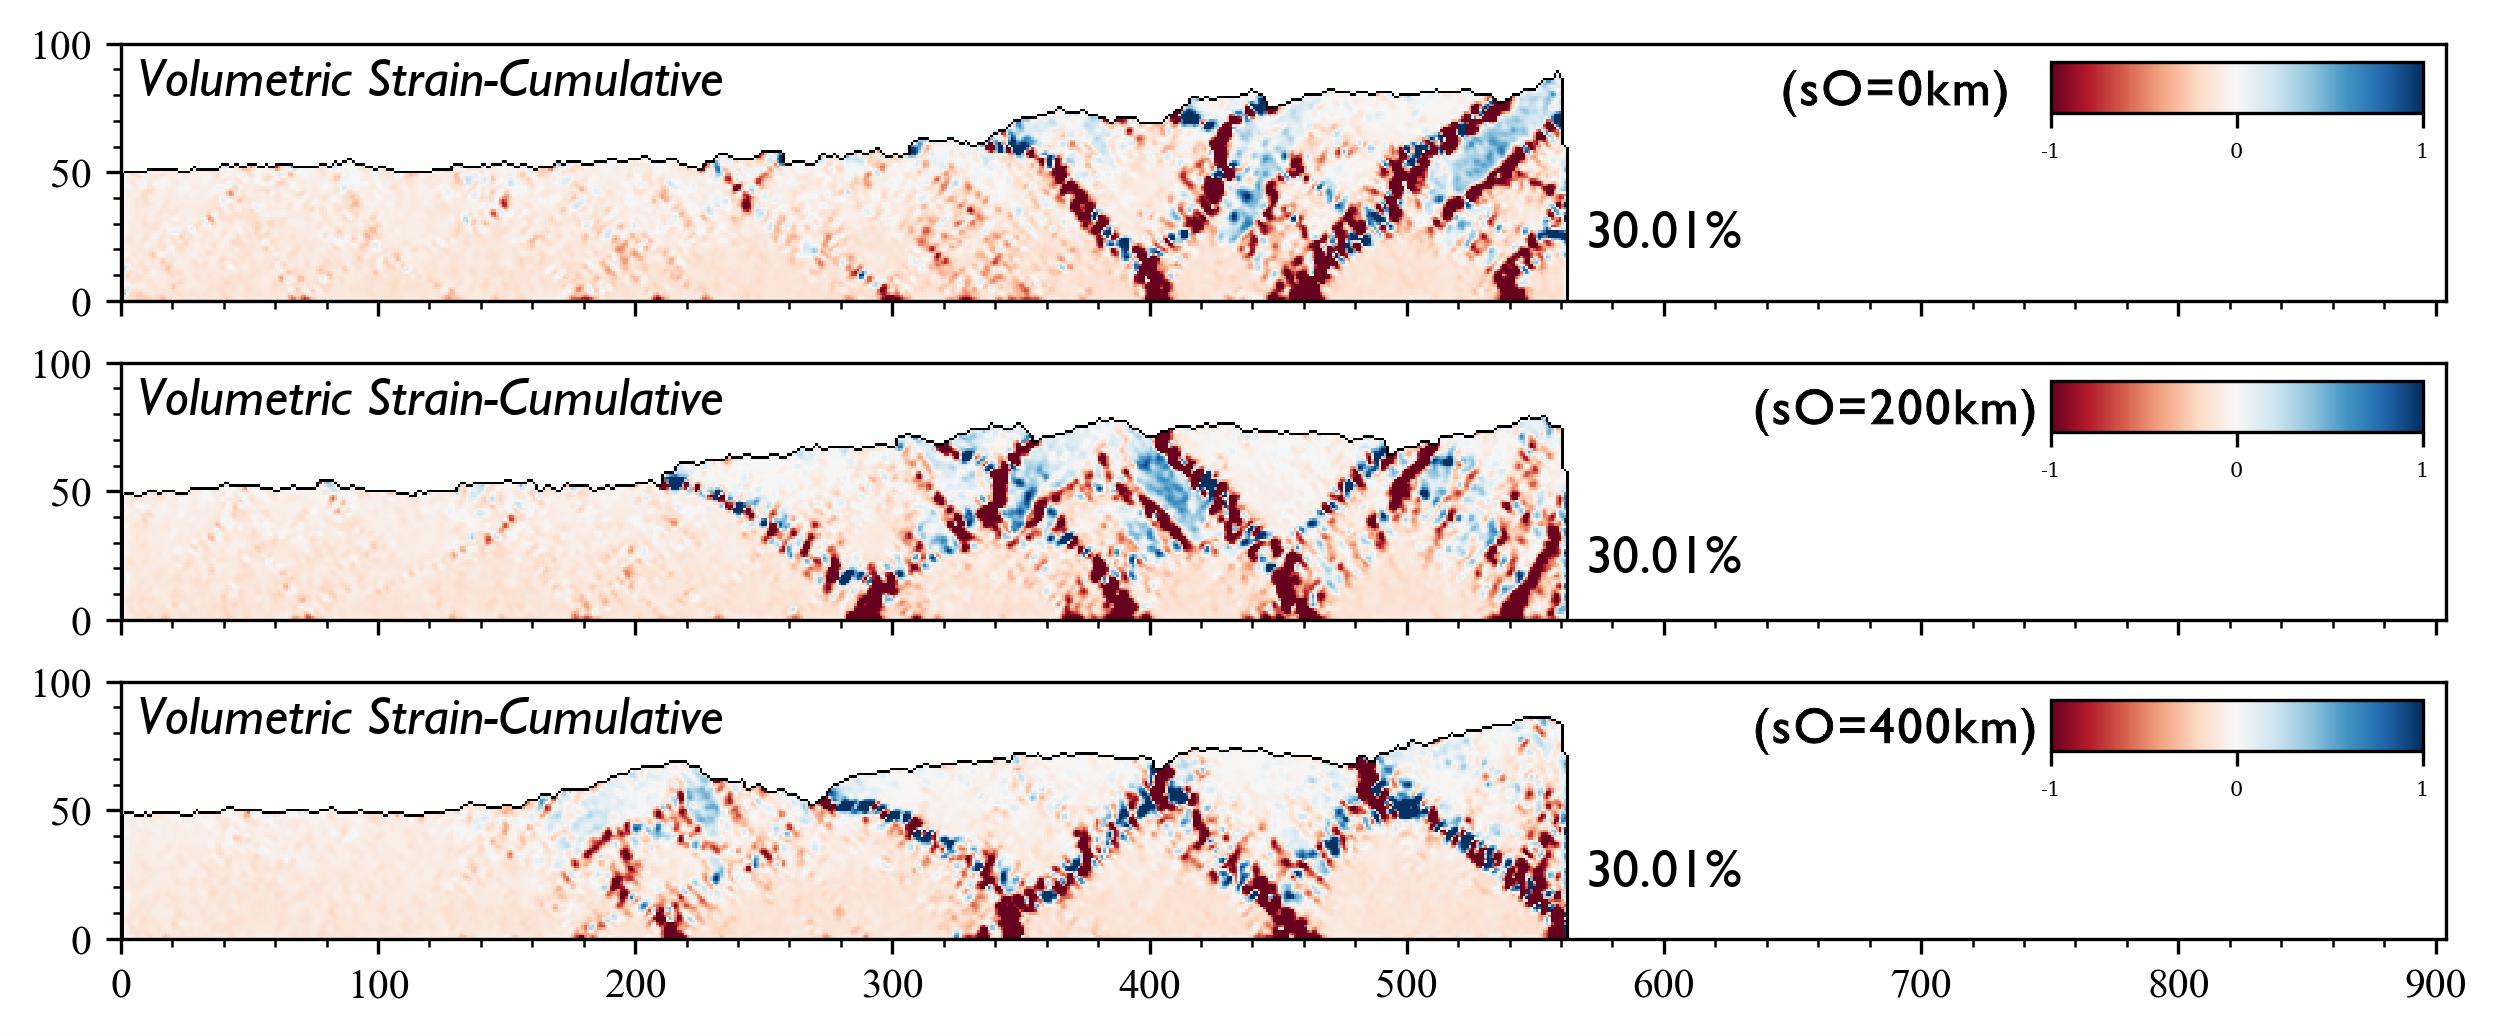 100
Volumetric Strain-Cumulative
(sO=0km)
-1 0 1
50
30.01%
0
100
Volumetric Strain-Cumulative
(sO=200km)
-1 0 1
50
30.01%
0
100
Volumetric Strain-Cumulative
(sO=400km)
-1 0 1
50
30.01%
0
0 100 200 300 400 500 600 700 800 900